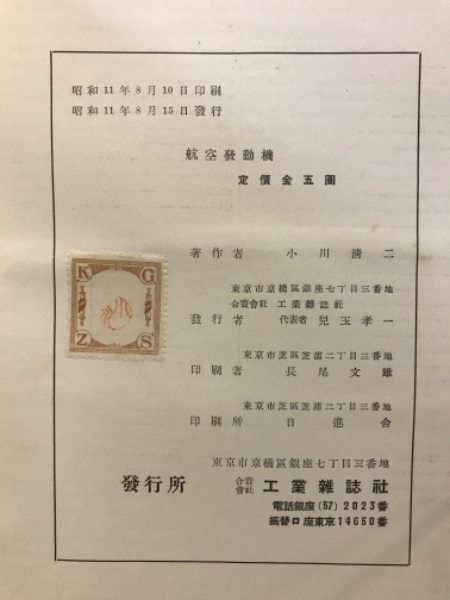 昭和11年8月10日印刷
昭和11年8月15日發行
航空發動機
定價金五圓
著作者 小川清二
東京市京橋區銀座七丁目三番地
合資會社 工業雜誌社
發行者 代表者 兒玉孝一
東京市芝區芝浦二丁目三番地
印刷者 長尾文雄
東京市芝區芝浦二丁目三番地
印刷所 日進舍
東京市京橋區銀座七丁目三番地
發行所 合資會社 工業雜誌社
電話銀座(57)2023番
振替口座東京14650番
K G
Z S